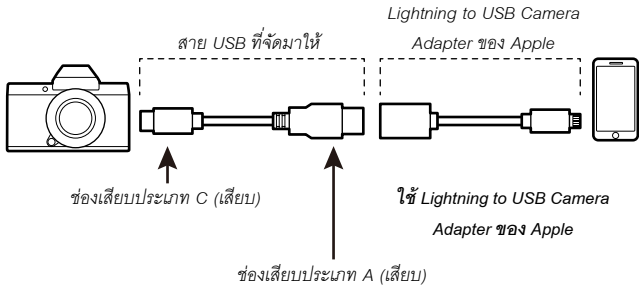 Lightning to USB Camera
Adapter ของ Apple
สาย USB ที่จัดมาให้
ช่องเสียบประเภท C (เสียบ)
ใช้ Lightning to USB Camera
Adapter ของ Apple
ช่องเสียบประเภท A (เสียบ)